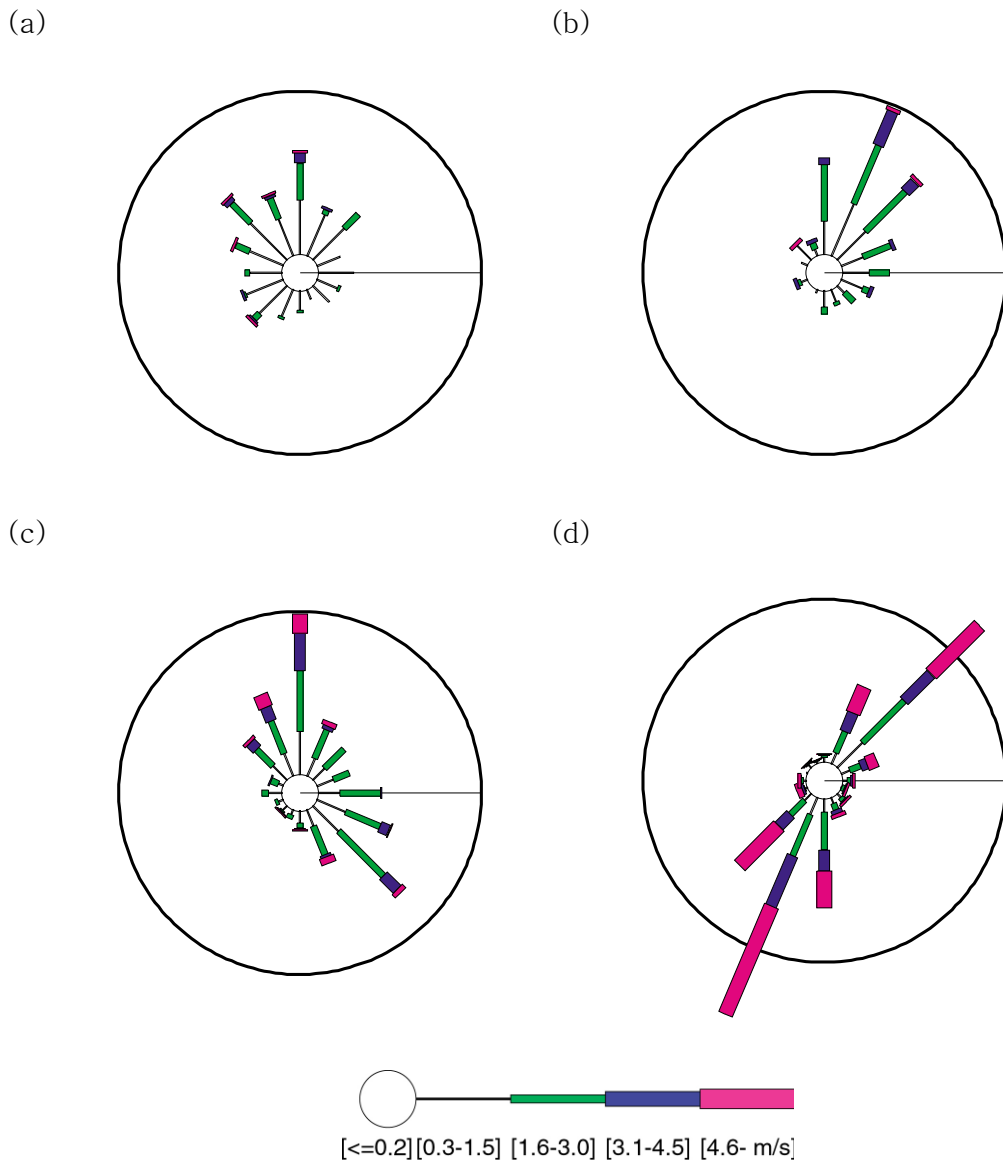 (a) (b)
(c) (d)
[<=0.2] [0.3-1.5] [1.6-3.0] [3.1-4.5] [4.6- m/s]